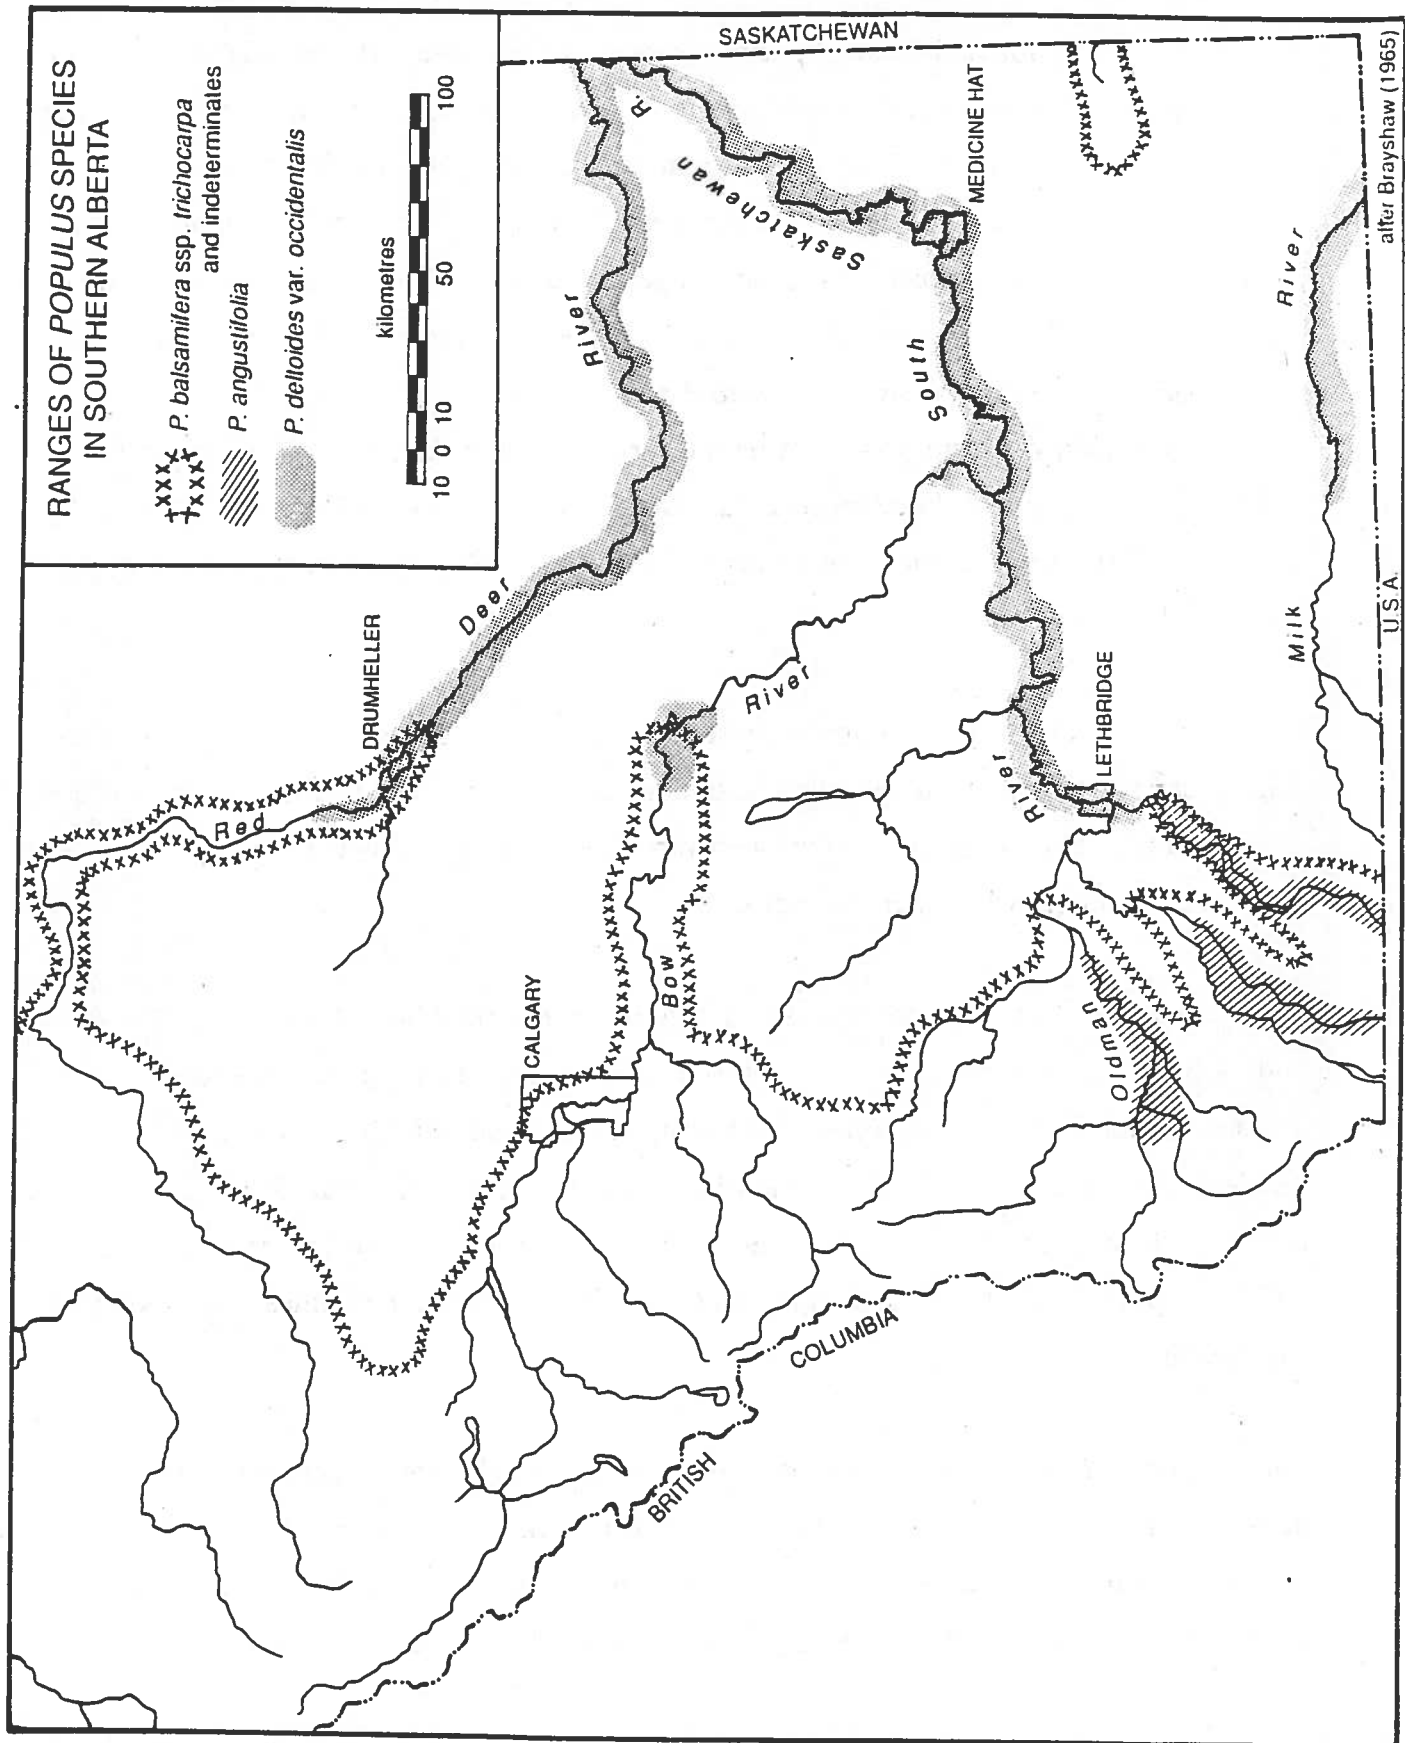 RANGES OF POPULUS SPECIES
IN SOUTHERN ALBERTA
P. balsamifera ssp. trichocarpa
and indeterminates
P. angustifolia
P. delloides var. occidentalis
kilometres
10 0 10 50 100
SASKATCHEWAN
DRUMHELLER
Red
Deer
River
R.
Saskatchewan
South
MEDICINE HAT
CALGARY
Bow
River
River
Oldman
LETHBRIDGE
Milk
River
BRITISH
COLUMBIA
U.S.A.
after Brayshaw (1965)